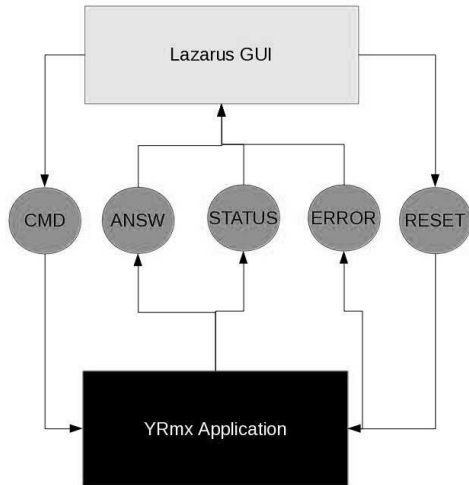 Lazarus GUI
CMD
ANSW
STATUS
ERROR
RESET
YRmx Application